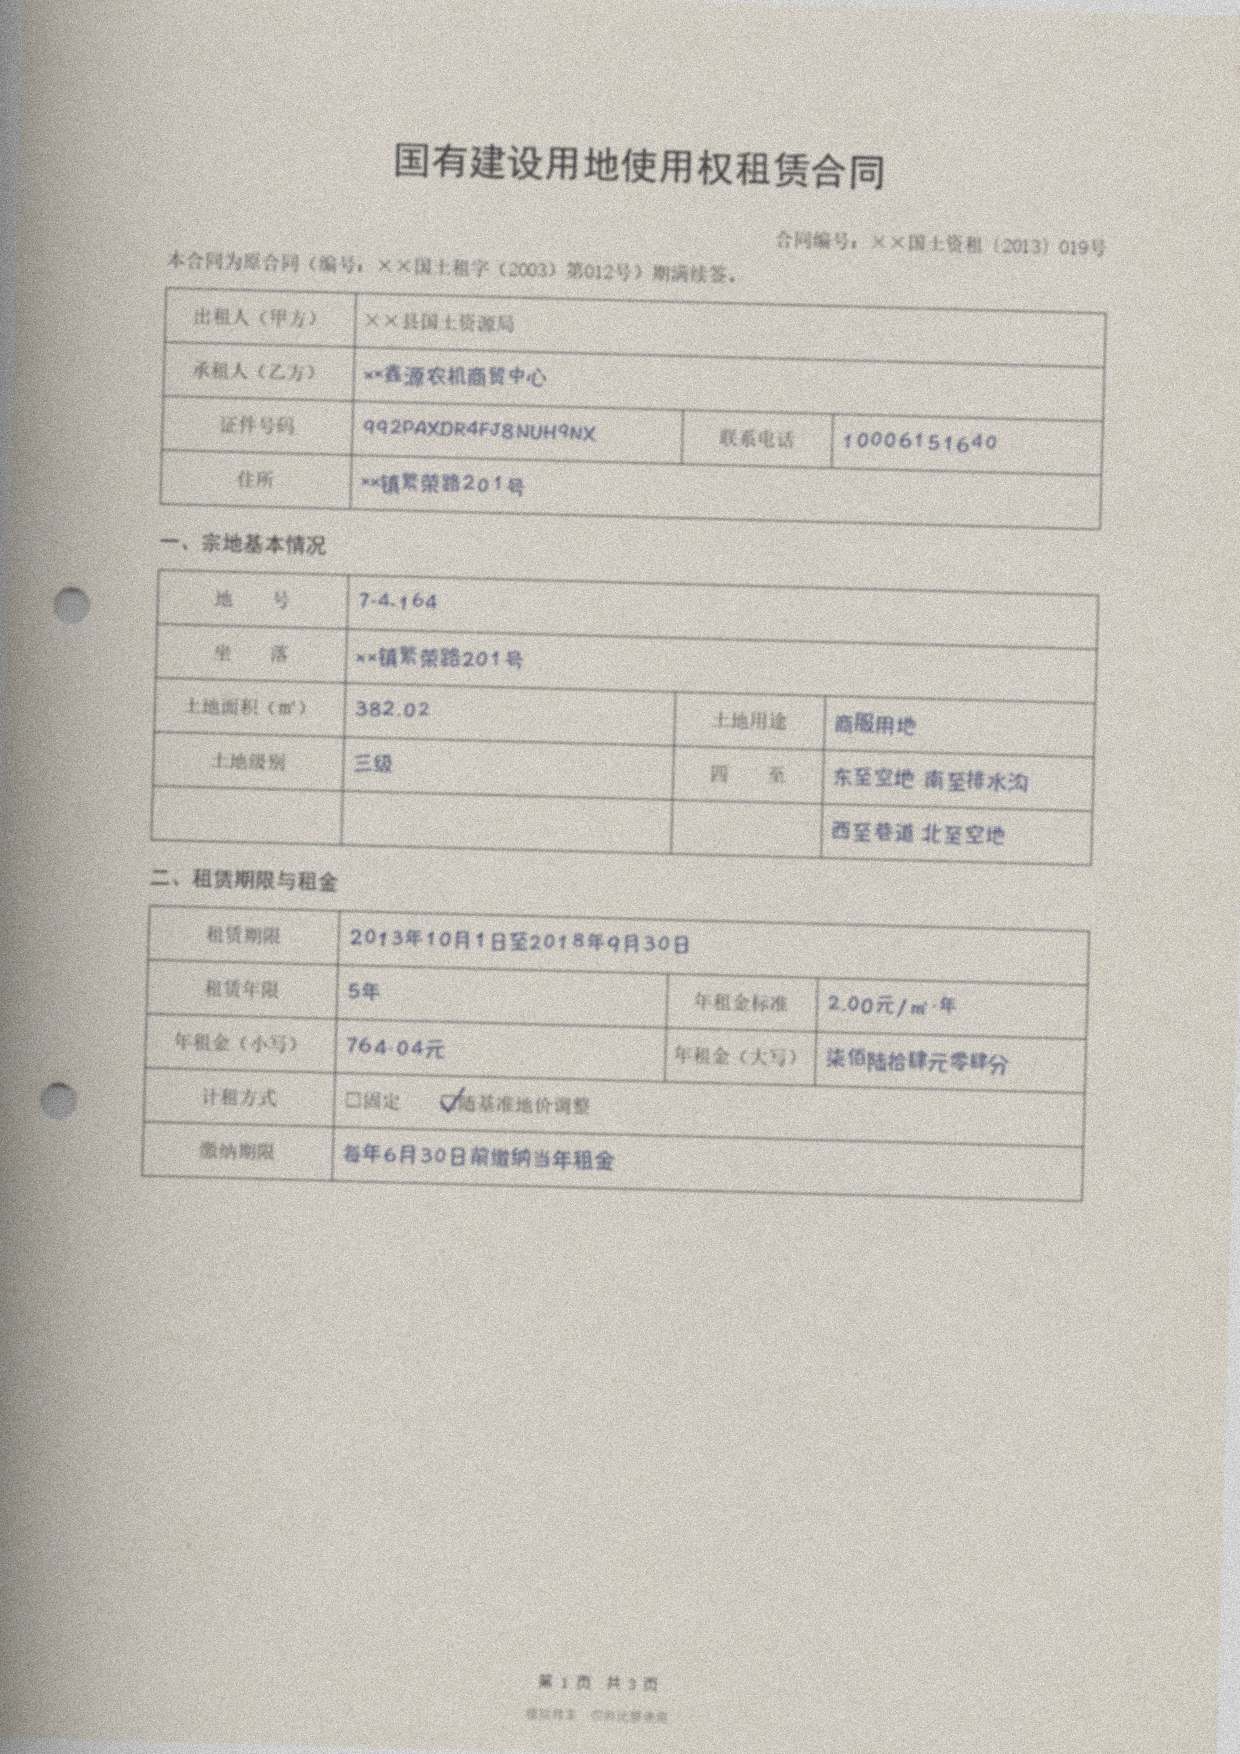 国有建设用地使用权租赁合同
合同编号：××国土资租〔2013〕019号
本合同为原合同（编号：××国土租字（2003）第012号）期满续签。
出租人（甲方） ××县国土资源局
承租人（乙方） ××鑫源农机商贸中心
证件号码 992PAXDR4FJ8NUH9NX 联系电话 10006151640
住所 ××镇繁荣路201号
一、宗地基本情况
地 号 7-4-164
坐 落 ××镇繁荣路201号
土地面积（㎡） 382.02 土地用途 商服用地
土地级别 三级 四 至 东至空地 南至排水沟
西至巷道 北至空地
二、租赁期限与租金
租赁期限 2013年10月1日至2018年9月30日
租赁年限 5年 年租金标准 2.00元/㎡·年
年租金（小写） 764.04元 年租金（大写） 柒佰陆拾肆元零肆分
计租方式 □固定 ☑随基准地价调整
缴纳期限 每年6月30日前缴纳当年租金
第 1 页 共 3 页